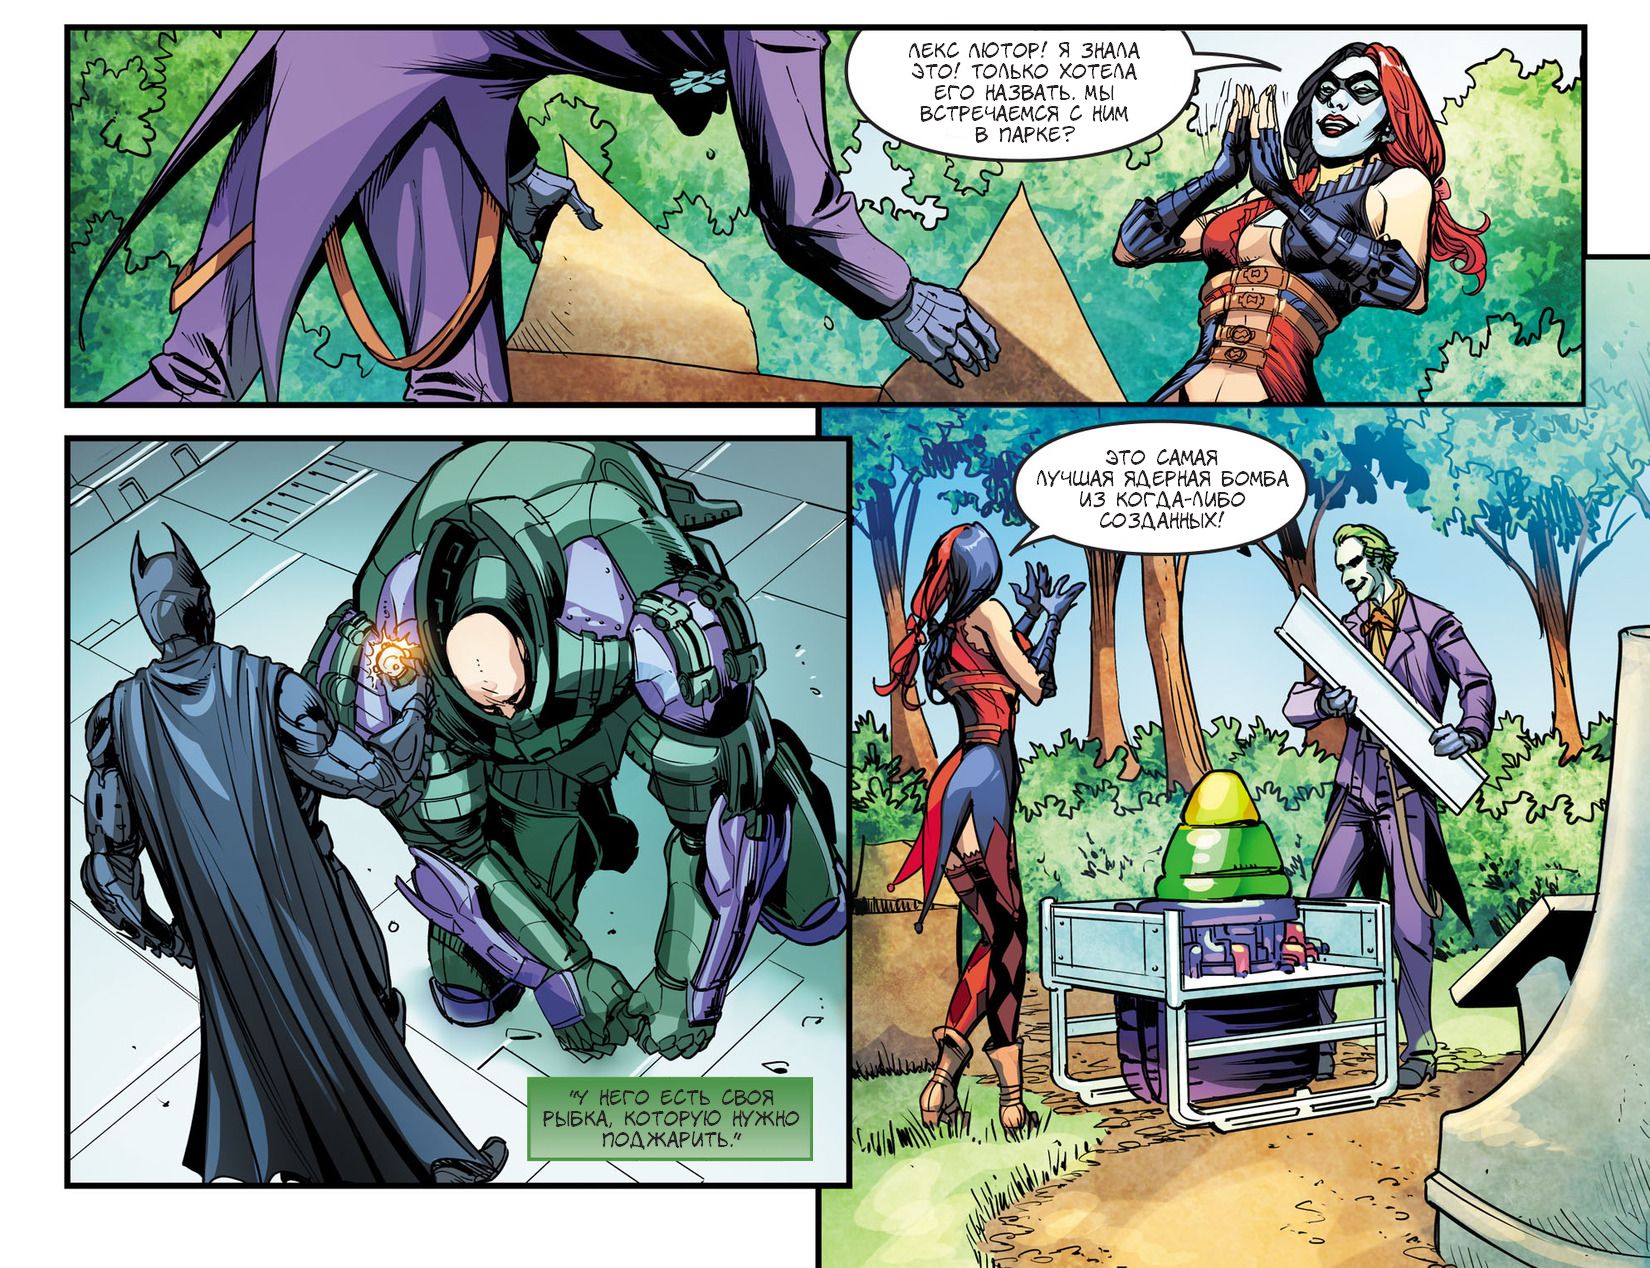 ЛЕКС ЛЮТОР! Я ЗНАЛА
ЭТО! ТОЛЬКО ХОТЕЛА
ЕГО НАЗВАТЬ. МЫ
ВСТРЕЧАЕМСЯ С НИМ
В ПАРКЕ?
"У НЕГО ЕСТЬ СВОЯ
РЫБКА, КОТОРУЮ НУЖНО
ПОДЖАРИТЬ."
ЭТО САМАЯ
ЛУЧШАЯ ЯДЕРНАЯ БОМБА
ИЗ КОГДА-ЛИБО
СОЗДАННЫХ!